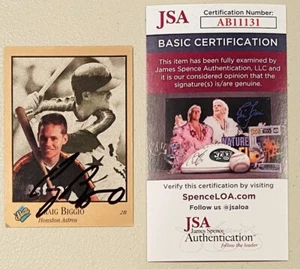 JSA
Certification Number:
AB11131
BASIC CERTIFICATION
This item has been fully examined by
James Spence Authentication, LLC and it
is our considered opinion that the
signature(s) is/are genuine.
CRAIG BIGGIO
2B
Houston Astros
Verify this certification by visiting
SpenceLOA.com
Follow us @jsaloa
JSA
James Spence
Authentication